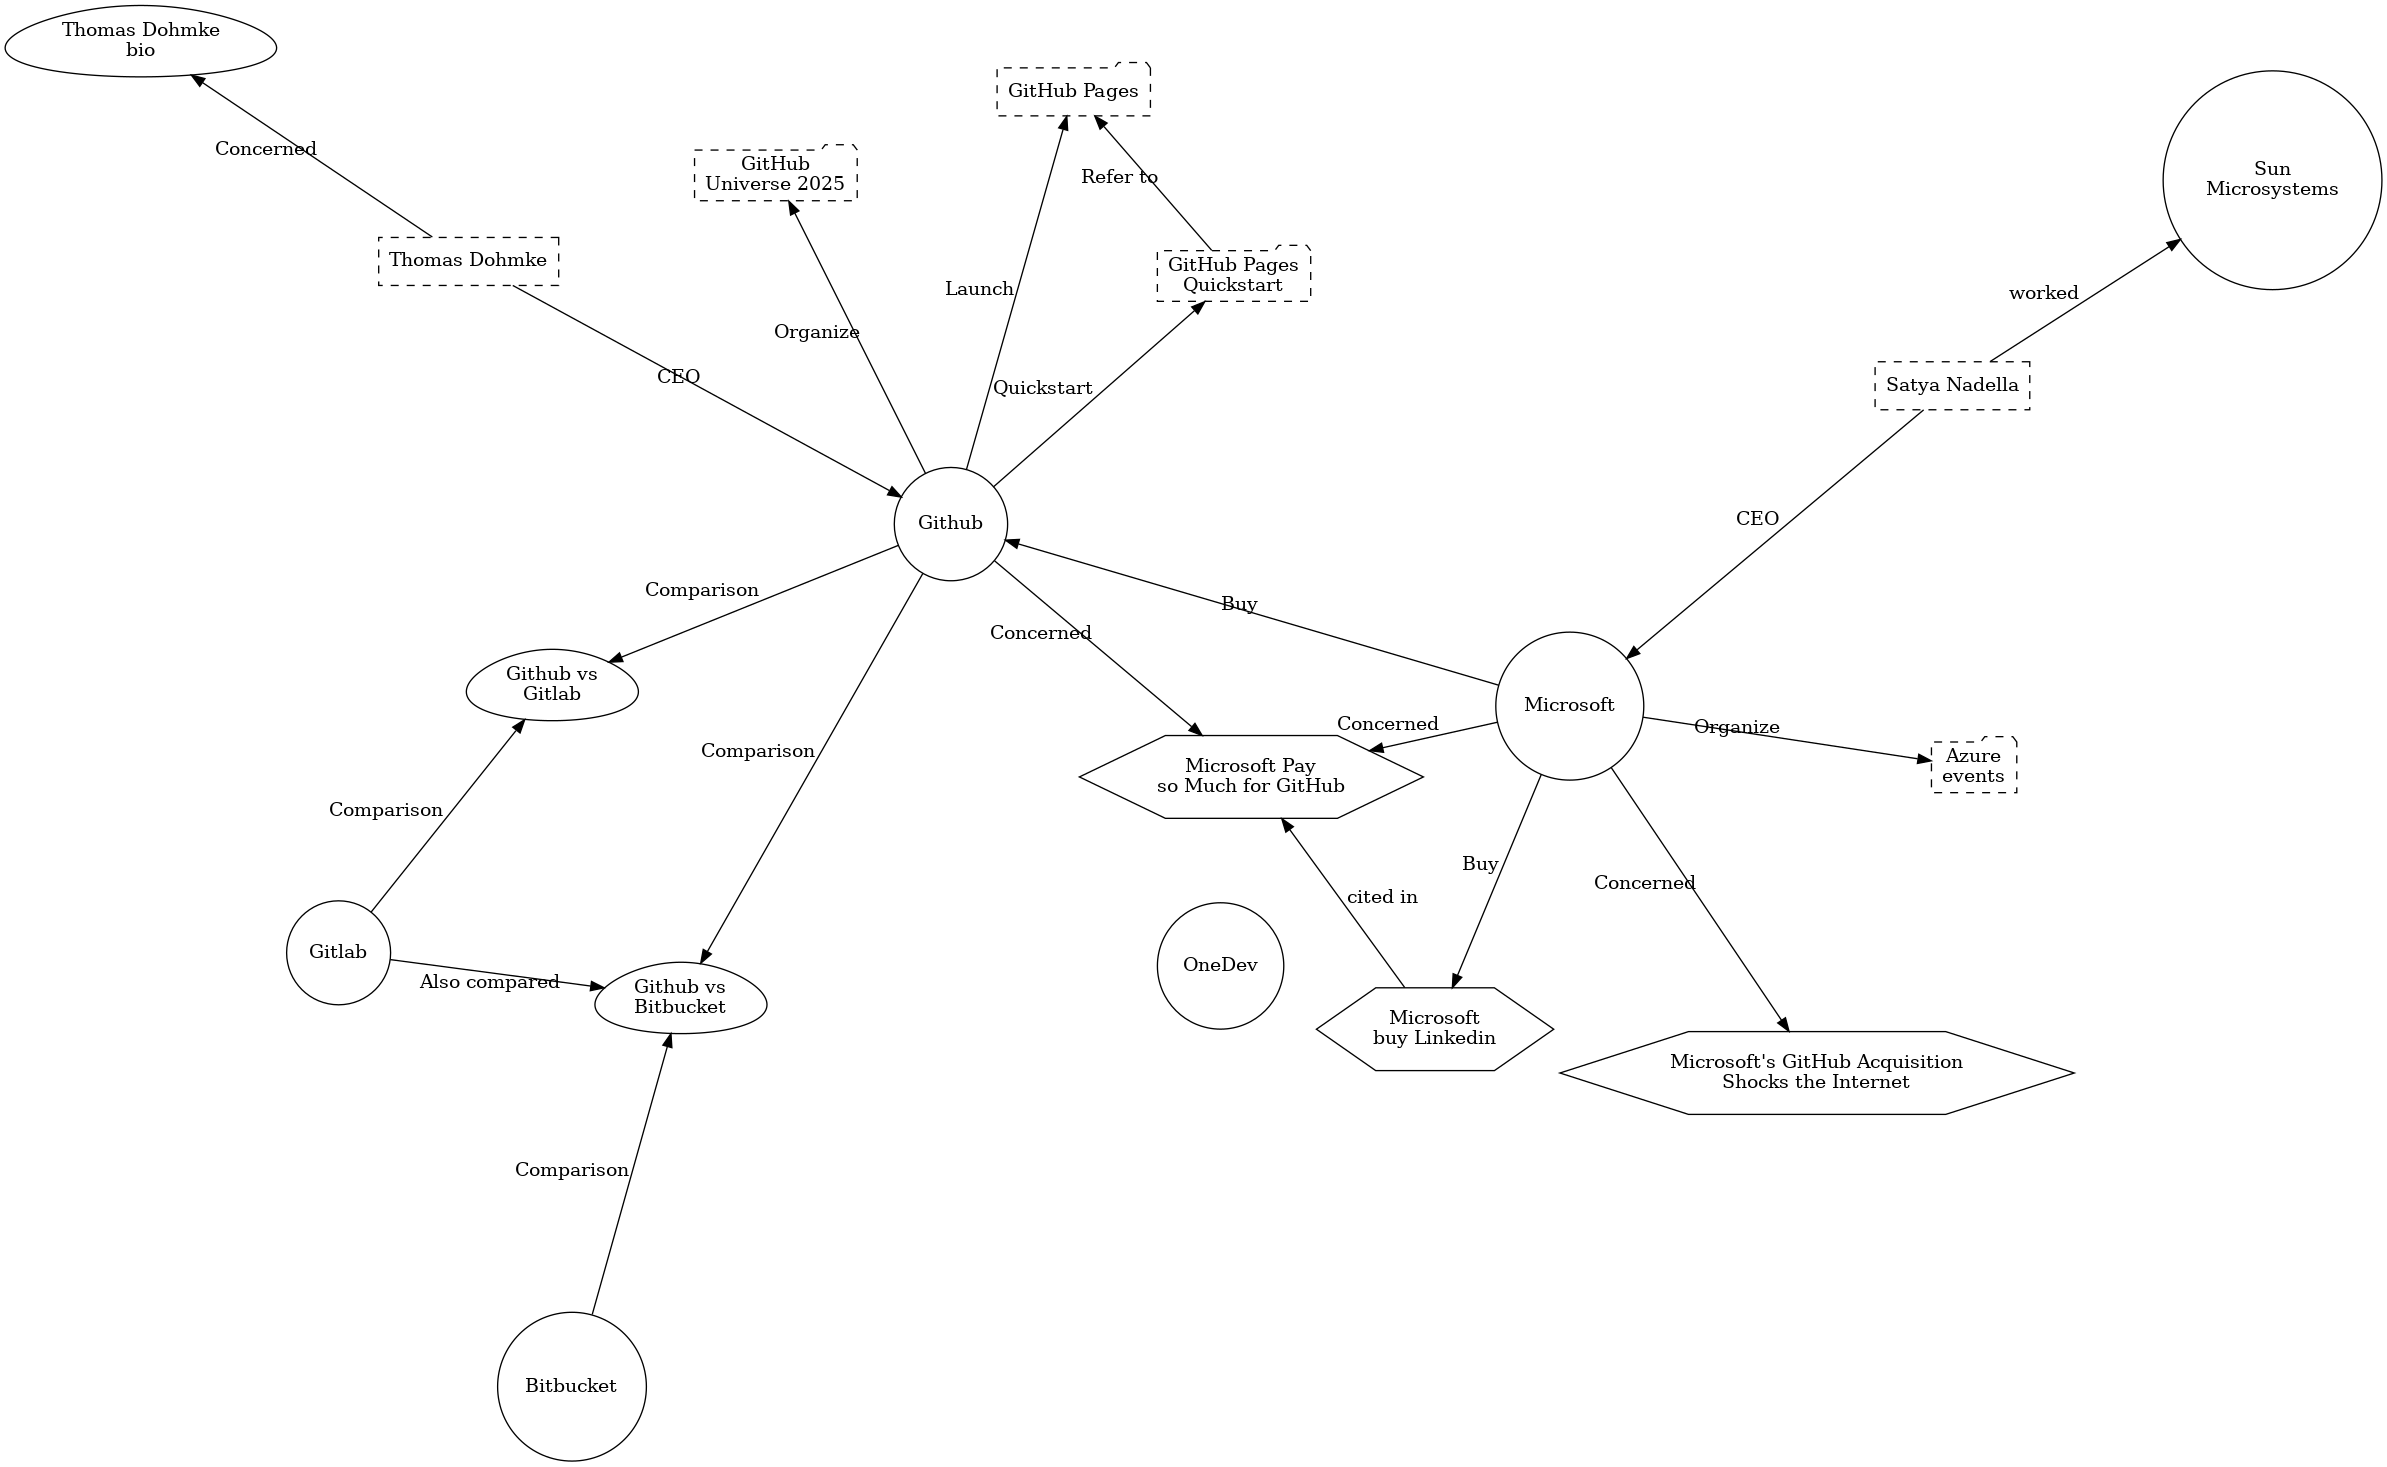 Thomas Dohmke
bio
GitHub Pages
Concerned
GitHub
Universe 2025
Refer to
Sun
Microsystems
Thomas Dohmke
GitHub Pages
Quickstart
Launch
worked
Organize
CEO
Quickstart
Satya Nadella
Github
CEO
Comparison
Buy
Concerned
Github vs
Gitlab
Microsoft
Concerned
Organize
Comparison
Microsoft Pay
so Much for GitHub
Azure
events
Comparison
Buy
Concerned
cited in
Gitlab
OneDev
Also compared
Github vs
Bitbucket
Microsoft
buy Linkedin
Microsoft's GitHub Acquisition
Shocks the Internet
Comparison
Bitbucket